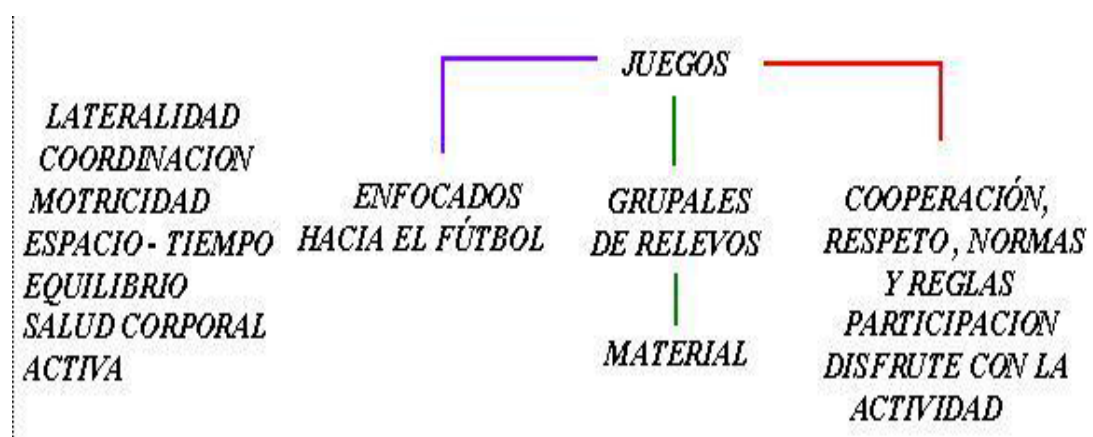 JUEGOS
LATERALIDAD
COORDINACION
MOTRICIDAD
ESPACIO - TIEMPO
EQUILIBRIO
SALUD CORPORAL
ACTIVA
ENFOCADOS
HACIA EL FÚTBOL
GRUPALES
DE RELEVOS
MATERIAL
COOPERACIÓN,
RESPETO, NORMAS
Y REGLAS
PARTICIPACION
DISFRUTE CON LA
ACTIVIDAD